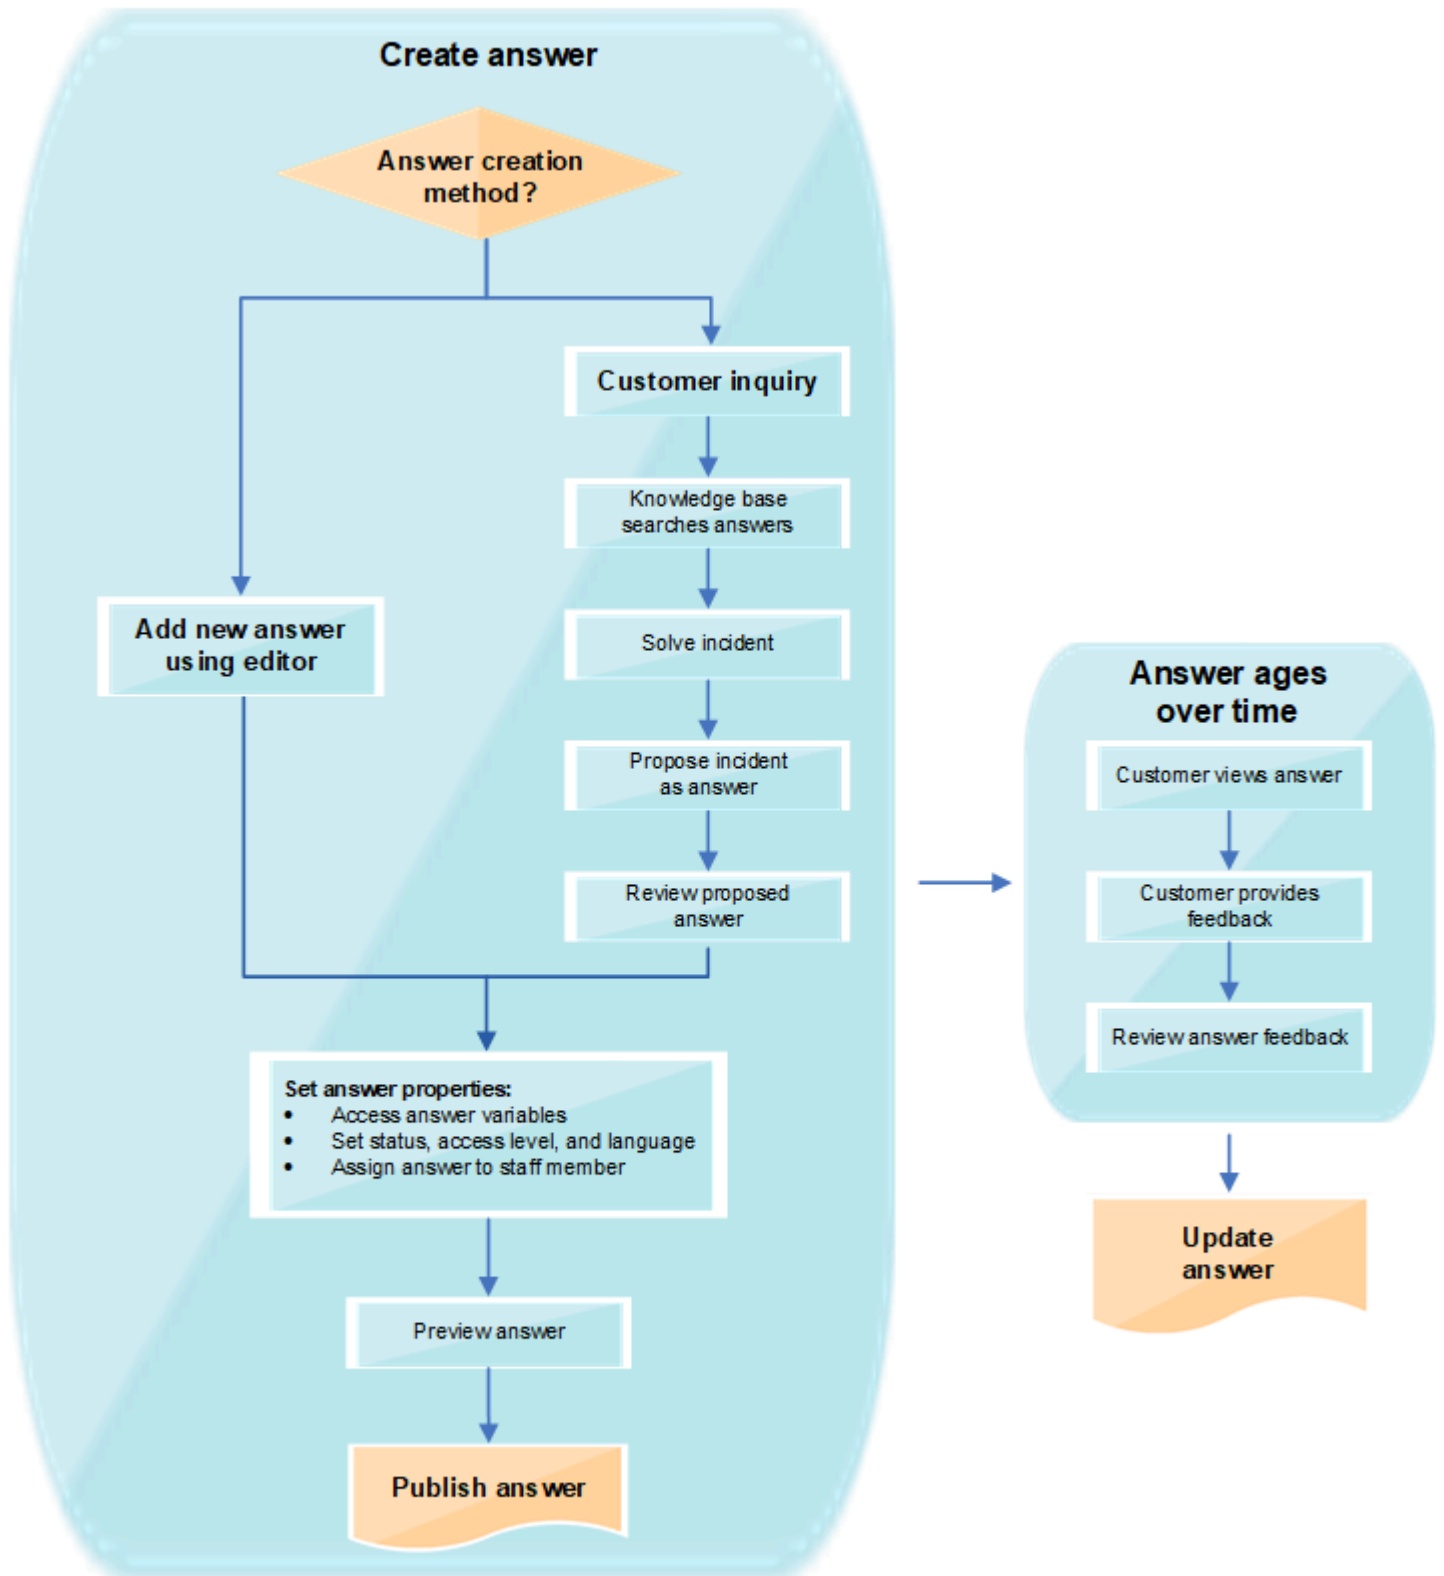 Create answer
Answer creation
method?
Customer inquiry
Knowledge base
searches answers
Add new answer
using editor
Solve incident
Propose incident
as answer
Review proposed
answer
Set answer properties:
• Access answer variables
• Set status, access level, and language
• Assign answer to staff member
Preview answer
Publish answer
Answer ages
over time
Customer views answer
Customer provides
feedback
Review answer feedback
Update
answer